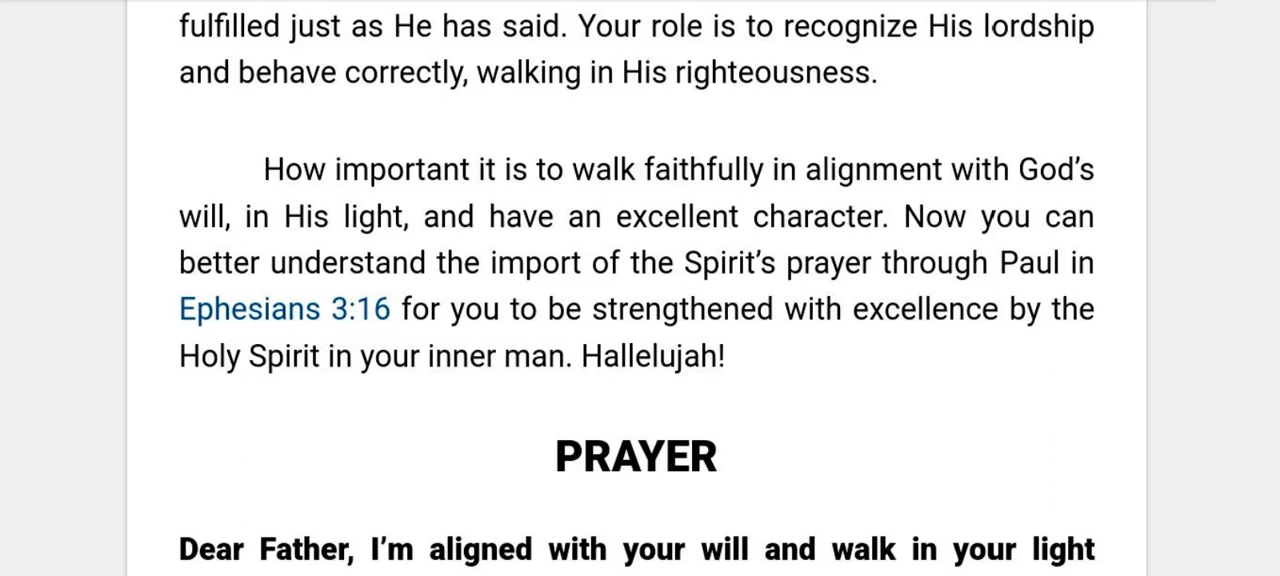 fulfilled just as He has said. Your role is to recognize His lordship
and behave correctly, walking in His righteousness.
How important it is to walk faithfully in alignment with God’s
will, in His light, and have an excellent character. Now you can
better understand the import of the Spirit’s prayer through Paul in
Ephesians 3:16 for you to be strengthened with excellence by the
Holy Spirit in your inner man. Hallelujah!
PRAYER
Dear Father, I’m aligned with your will and walk in your light